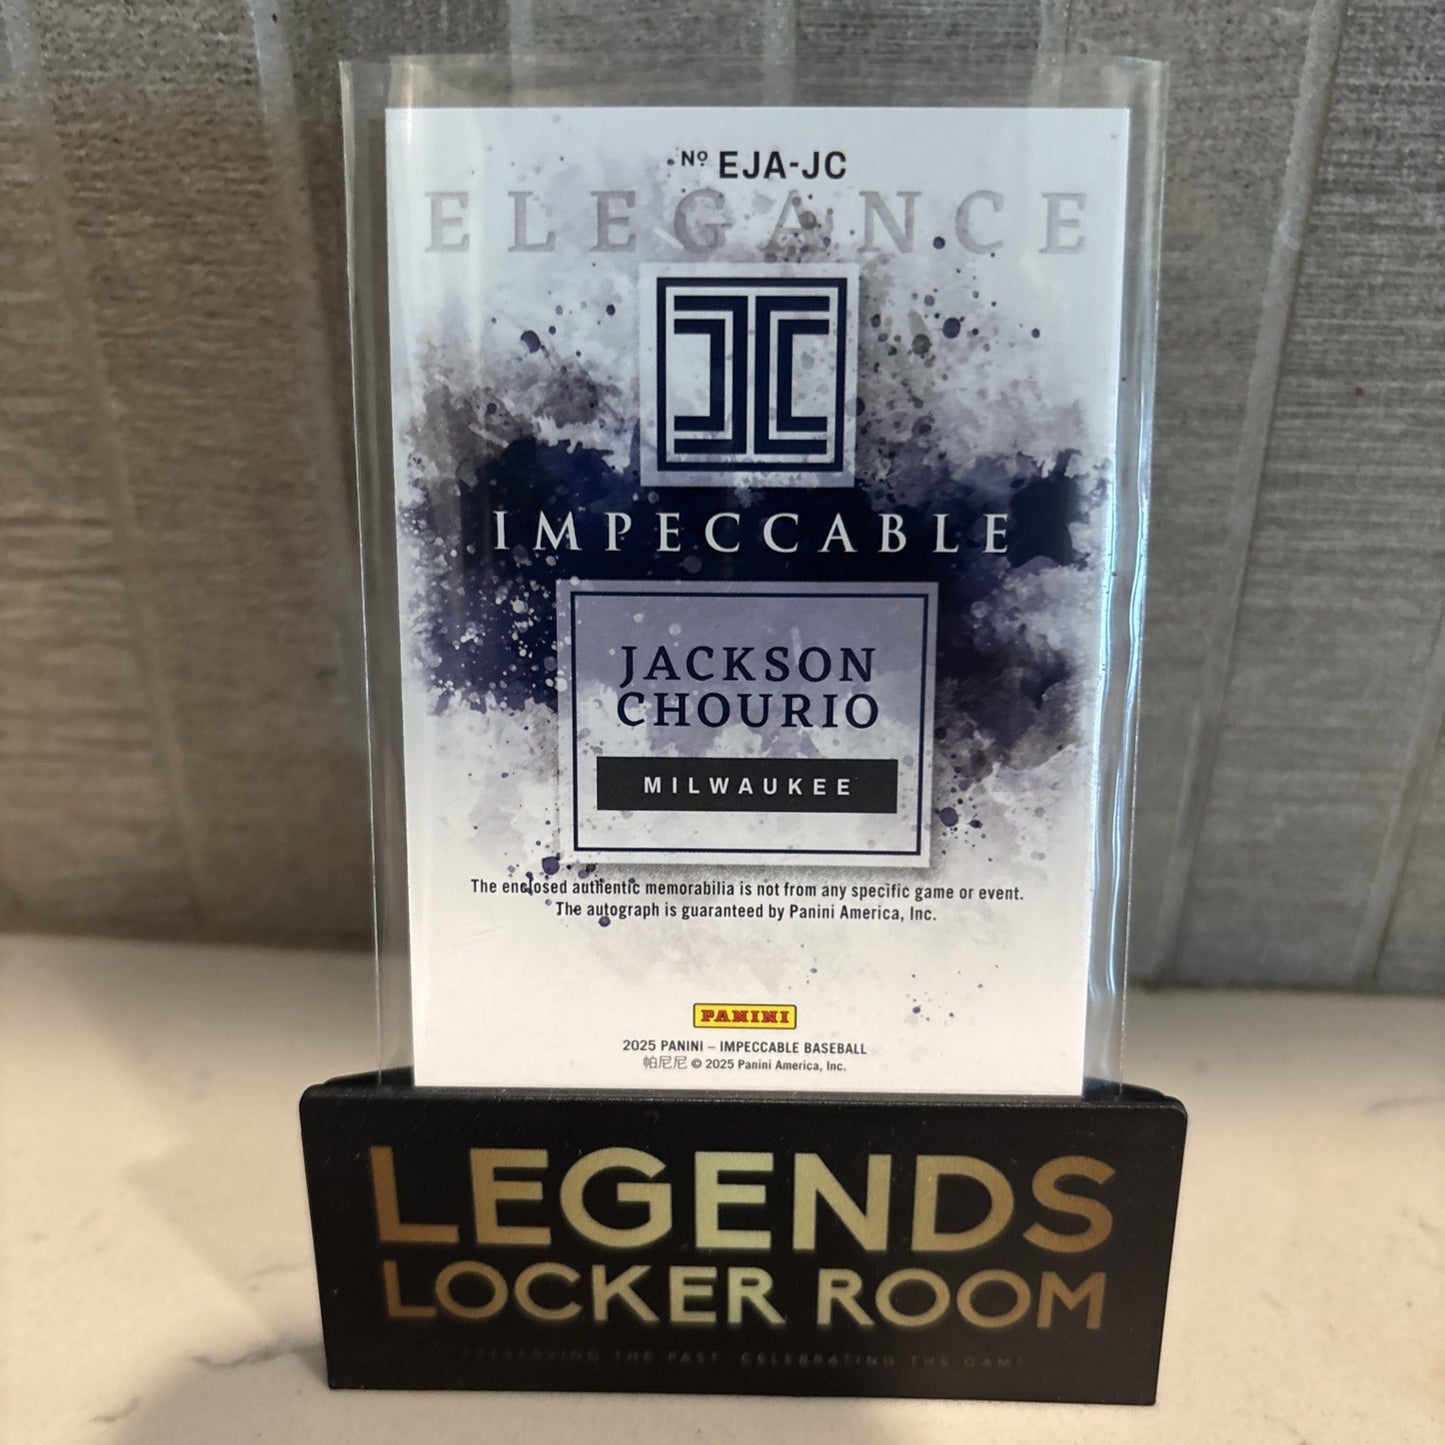 Nº EJA-JC
ELEGANCE
IMPECCABLE
JACKSON
CHOURIO
MILWAUKEE
The enclosed authentic memorabilia is not from any specific game or event.
The autograph is guaranteed by Panini America, Inc.
PANINI
2025 PANINI – IMPECCABLE BASEBALL
帕尼尼 © 2025 Panini America, Inc.
LEGENDS
LOCKER ROOM
PRESERVING THE PAST CELEBRATING THE GAME